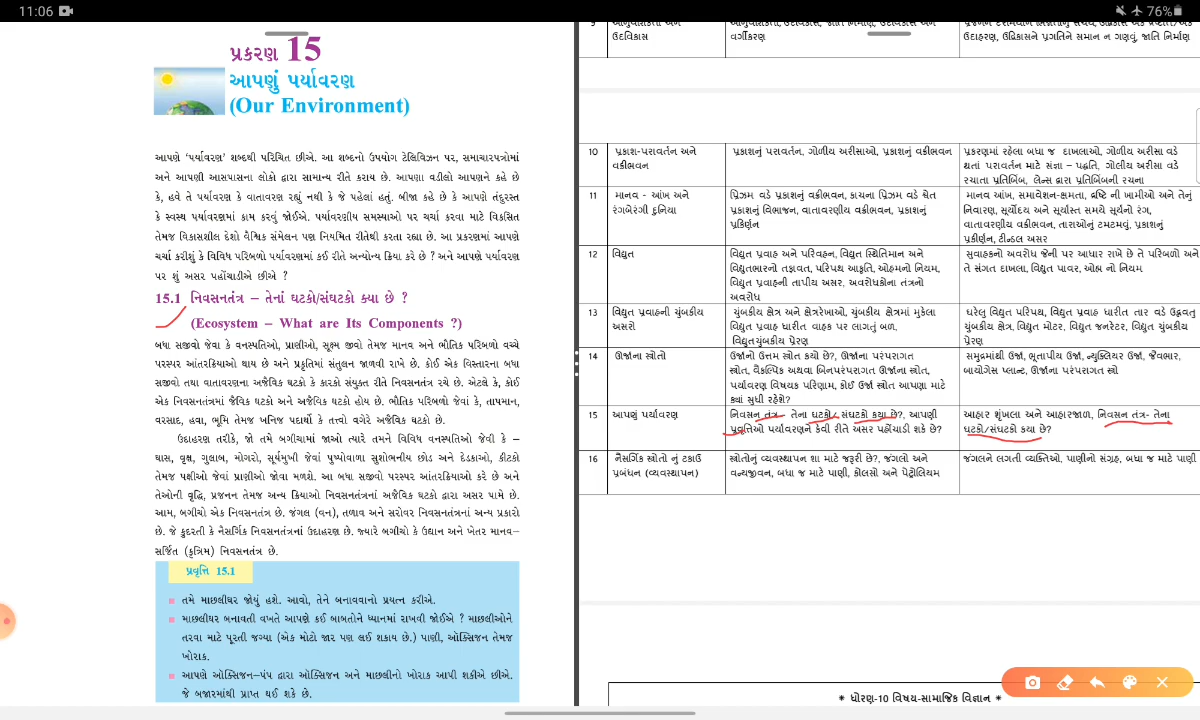 11:06
76%
પ્રકરણ 15
આપણું પર્યાવરણ
(Our Environment)
આપણે ‘પર્યાવરણ’ શબ્દથી પરિચિત છીએ. આ શબ્દનો ઉપયોગ ટેલિવિઝન પર, સમાચારપત્રોમાં
અને આપણી આસપાસના લોકો દ્વારા સામાન્ય રીતે કરાય છે. આપણા વડીલો આપણને કહે છે
કે, હવે તે પર્યાવરણ કે વાતાવરણ રહ્યું નથી કે જે પહેલાં હતું. બીજા કહે છે કે આપણે તંદુરસ્ત
કે સ્વસ્થ પર્યાવરણમાં કામ કરવું જોઈએ. પર્યાવરણીય સમસ્યાઓ પર ચર્ચા કરવા માટે વિકસિત
તેમજ વિકાસશીલ દેશો વૈશ્વિક સંમેલન પણ નિયમિત રીતેથી કરતા રહ્યા છે. આ પ્રકરણમાં આપણે
ચર્ચા કરીશું કે વિવિધ પરિબળો પર્યાવરણમાં કઈ રીતે અન્યોન્ય ક્રિયા કરે છે ? અને આપણે પર્યાવરણ
પર શું અસર પહોંચાડીએ છીએ ?
15.1 નિવસનતંત્ર – તેનાં ઘટકો/સંઘટકો ક્યા છે ?
(Ecosystem – What are Its Components ?)
બધા સજીવો જેવા કે વનસ્પતિઓ, પ્રાણીઓ, સૂક્ષ્મ જીવો તેમજ માનવ અને ભૌતિક પરિબળો વચ્ચે
પરસ્પર આંતરક્રિયાઓ થાય છે અને પ્રકૃતિમાં સંતુલન જાળવી રાખે છે. કોઈ એક વિસ્તારના બધા
સજીવો તથા વાતાવરણના અજૈવિક ઘટકો કે કારકો સંયુક્ત રીતે નિવસનતંત્ર રચે છે. એટલે કે, કોઈ
એક નિવસનતંત્રમાં જૈવિક ઘટકો અને અજૈવિક ઘટકો હોય છે. ભૌતિક પરિબળો જેવાં કે, તાપમાન,
વરસાદ, હવા, ભૂમિ તેમજ ખનિજ પદાર્થો કે તત્ત્વો વગેરે અજૈવિક ઘટકો છે.
ઉદાહરણ તરીકે, જો તમે બગીચામાં જાઓ ત્યારે તમને વિવિધ વનસ્પતિઓ જેવી કે –
ઘાસ, વૃક્ષ, ગુલાબ, મોગરો, સૂર્યમુખી જેવાં પુષ્પોવાળા સુશોભનીય છોડ અને દેડકાઓ, કીટકો
તેમજ પક્ષીઓ જેવાં પ્રાણીઓ જોવા મળશે. આ બધા સજીવો પરસ્પર આંતરક્રિયાઓ કરે છે અને
તેઓની વૃદ્ધિ, પ્રજનન તેમજ અન્ય ક્રિયાઓ નિવસનતંત્રનાં અજૈવિક ઘટકો દ્વારા અસર પામે છે.
આમ, બગીચો એક નિવસનતંત્ર છે. જંગલ (વન), તળાવ અને સરોવર નિવસનતંત્રનાં અન્ય પ્રકારો
છે. જે કુદરતી કે નૈસર્ગિક નિવસનતંત્રનાં ઉદાહરણ છે. જ્યારે બગીચો કે ઉદ્યાન અને ખેતર માનવ-
સર્જિત (કૃત્રિમ) નિવસનતંત્ર છે.
પ્રવૃત્તિ 15.1
તમે માછલીઘર જોયું હશે. આવો, તેને બનાવવાનો પ્રયત્ન કરીએ.
માછલીઘર બનાવતી વખતે આપણે કઈ બાબતોને ધ્યાનમાં રાખવી જોઈએ ? માછલીઓને
તરવા માટે પૂરતી જગ્યા (એક મોટો જાર પણ લઈ શકાય છે.) પાણી, ઑક્સિજન તેમજ
ખોરાક.
આપણે ઑક્સિજન-પંપ દ્વારા ઑક્સિજન અને માછલીનો ખોરાક આપી શકીએ છીએ.
જે બજારમાંથી પ્રાપ્ત થઈ શકે છે.
ઉદવિકાસ વર્ગીકરણ ઉદાહરણ, ઉદ્વિકાસને પ્રગતિને સમાન ન ગણવું, જાતિ નિર્માણ
10 પ્રકાશ-પરાવર્તન અને વકીભવન
પ્રકાશનું પરાવર્તન, ગોળીય અરીસાઓ, પ્રકાશનું વકીભવન
પ્રકરણમાં રહેલા બધા જ દાખલાઓ, ગોળીય અરીસા વડે
થતાં પરાવર્તન માટે સંજ્ઞા – પદ્ધતિ, ગોલીય અરીસા વડે
રચાતા પ્રતિબિંબ, લેન્સ દ્વારા પ્રતિબિંબની રચના
11 માનવ - આંખ અને રંગબેરંગી દુનિયા
પ્રિઝમ વડે પ્રકાશનું વકીભવન, કાચના પ્રિઝમ વડે શ્વેત
પ્રકાશનું વિભાજન, વાતાવરણીય વકીભવન, પ્રકાશનું
પ્રકિર્ણન
માનવ આંખ, સમાવેશન-ક્ષમતા, દ્રષ્ટિ ની ખામીઓ અને તેનું
નિવારણ, સૂર્યોદય અને સૂર્યાસ્ત સમયે સૂર્યનો રંગ,
વાતાવરણીય વકીભવન, તારાઓનું ટમટમવું, પ્રકાશનું
પ્રકીર્ણન, ટીન્ડલ અસર
12 વિદ્યુત
વિદ્યુત પ્રવાહ અને પરિવહન, વિદ્યુત સ્થિતિમાન અને
વિદ્યુતભારનો તફાવત, પરિપથ આકૃતિ, ઓહમનો નિયમ,
વિદ્યુત પ્રવાહની તાપીય અસર, અવરોધકોના તંત્રનો
અવરોધ
સુવાહકનો અવરોધ જેની પર આધાર રાખે છે તે પરિબળો અને
તે સંગત દાખલા, વિદ્યુત પાવર, ઓહ્મ નો નિયમ
13 વિદ્યુત પ્રવાહની ચુંબકીય અસરો
ચુંબકીય ક્ષેત્ર અને ક્ષેત્રરેખાઓ, ચુંબકીય ક્ષેત્રમાં મુકેલા
વિદ્યુત પ્રવાહ ધારીત વાહક પર લાગતું બળ,
વિદ્યુતચુંબકીય પ્રેરણ
ઘરેલુ વિદ્યુત પરિપથ, વિદ્યુત પ્રવાહ ધારીત તાર વડે ઉદ્ભવતુ
ચુંબકીય ક્ષેત્ર, વિદ્યુત મોટર, વિદ્યુત જનરેટર, વિદ્યુત ચુંબકીય
પ્રેરણ
14 ઊર્જાના સ્રોતો
ઉર્જાનો ઉત્તમ સ્રોત કયો છે?, ઊર્જાના પરંપરાગત
સ્રોત, વૈકલ્પિક અથવા બિનપરંપરાગત ઊર્જાના સ્રોત,
પર્યાવરણ વિષયક પરિણામ, કોઈ ઉર્જા સ્રોત આપણા માટે
ક્યાં સુધી રહેશે?
સમુદ્રમાંથી ઉર્જા, ભૂતાપીય ઉર્જા, ન્યુક્લિયર ઉર્જા, જૈવભાર,
બાયોગેસ પ્લાન્ટ, ઊર્જાના પરંપરાગત સ્રો
15 આપણું પર્યાવરણ
નિવસન તંત્ર- તેના ઘટકો/ સંઘટકો કયા છે?, આપણી
પ્રવૃતિઓ પર્યાવરણને કેવી રીતે અસર પહોંચાડી શકે છે?
આહાર શૃંખલા અને આહારજાળ, નિવસન તંત્ર- તેના
ઘટકો/સંઘટકો કયા છે?
16 નૈસર્ગિક સ્રોતો નું ટકાઉ પ્રબંધન (વ્યવસ્થાપન)
સ્રોતોનું વ્યવસ્થાપન શા માટે જરૂરી છે?, જંગલો અને
વન્યજીવન, બધા જ માટે પાણી, કોલસો અને પેટ્રોલિયમ
જંગલને લગતી વ્યક્તિઓ, પાણીનો સંગ્રહ, બધા જ માટે પાણી
* ધોરણ-10 વિષય-સામાજિક વિજ્ઞાન *